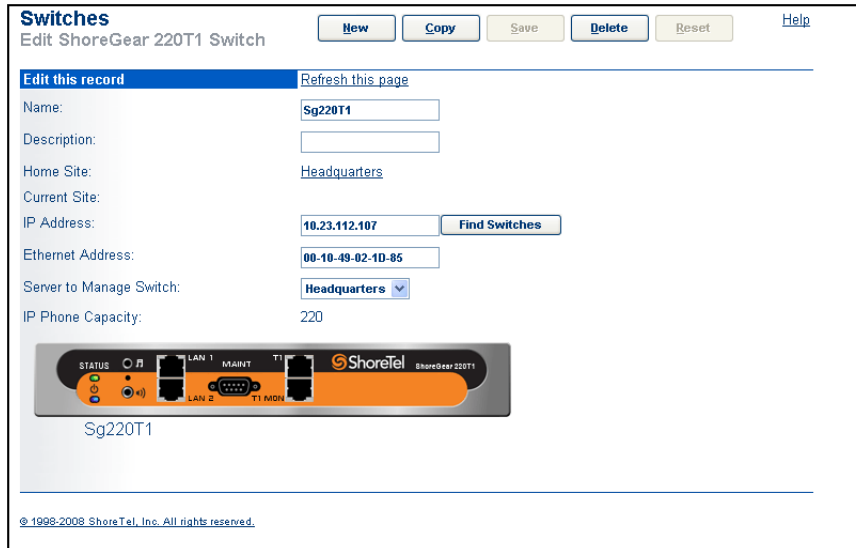 Switches
Edit ShoreGear 220T1 Switch
New Copy Save Delete Reset Help
Edit this record Refresh this page
Name: Sg220T1
Description:
Home Site: Headquarters
Current Site:
IP Address: 10.23.112.107 Find Switches
Ethernet Address: 00-10-49-02-1D-85
Server to Manage Switch: Headquarters
IP Phone Capacity: 220
STATUS LAN 1 MAINT T1 ShoreTel ShoreGear 220T1
LAN 2 T1 MON
Sg220T1
© 1998-2008 ShoreTel, Inc. All rights reserved.